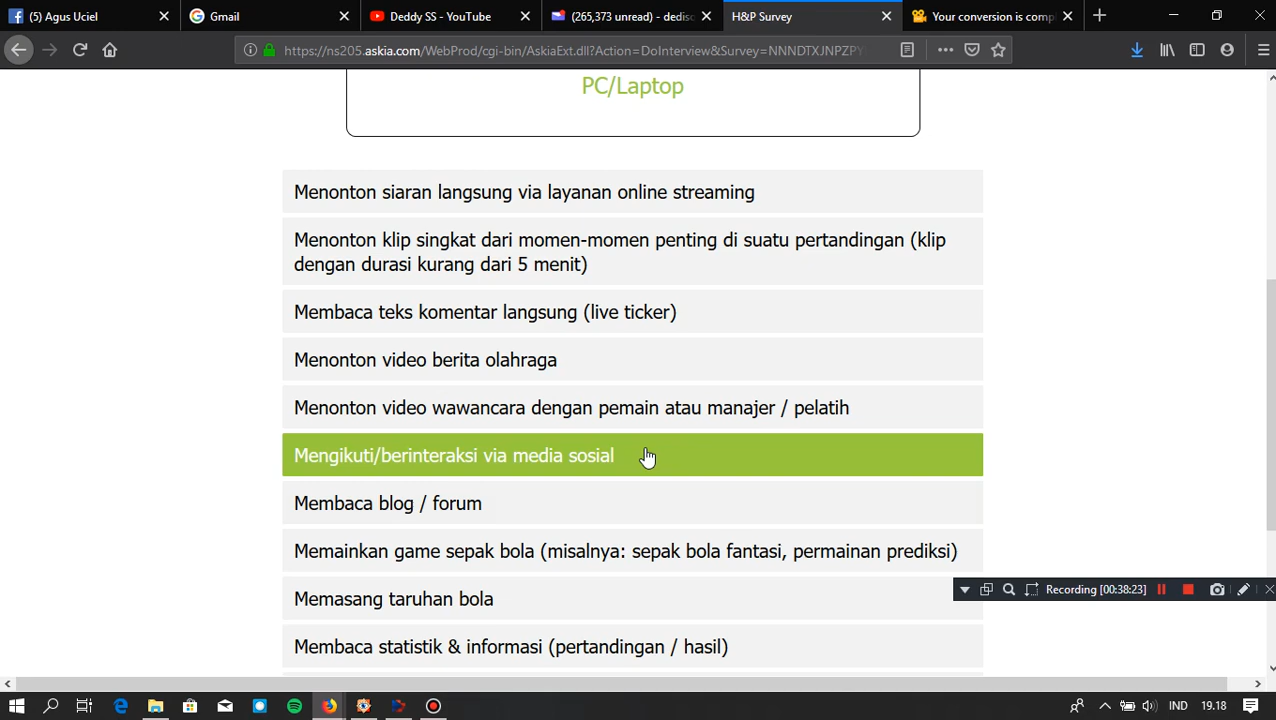 (5) Agus Uciel
Gmail
Deddy SS - YouTube
(265,373 unread) - dedisc
H&P Survey
Your conversion is compl
https://ns205.askia.com/WebProd/cgi-bin/AskiaExt.dll?Action=DoInterview&Survey=NNNDTXJNPZPY
PC/Laptop
Menonton siaran langsung via layanan online streaming
Menonton klip singkat dari momen-momen penting di suatu pertandingan (klip
dengan durasi kurang dari 5 menit)
Membaca teks komentar langsung (live ticker)
Menonton video berita olahraga
Menonton video wawancara dengan pemain atau manajer / pelatih
Mengikuti/berinteraksi via media sosial
Membaca blog / forum
Memainkan game sepak bola (misalnya: sepak bola fantasi, permainan prediksi)
Recording [00:38:23]
Memasang taruhan bola
Membaca statistik & informasi (pertandingan / hasil)
IND
19.18